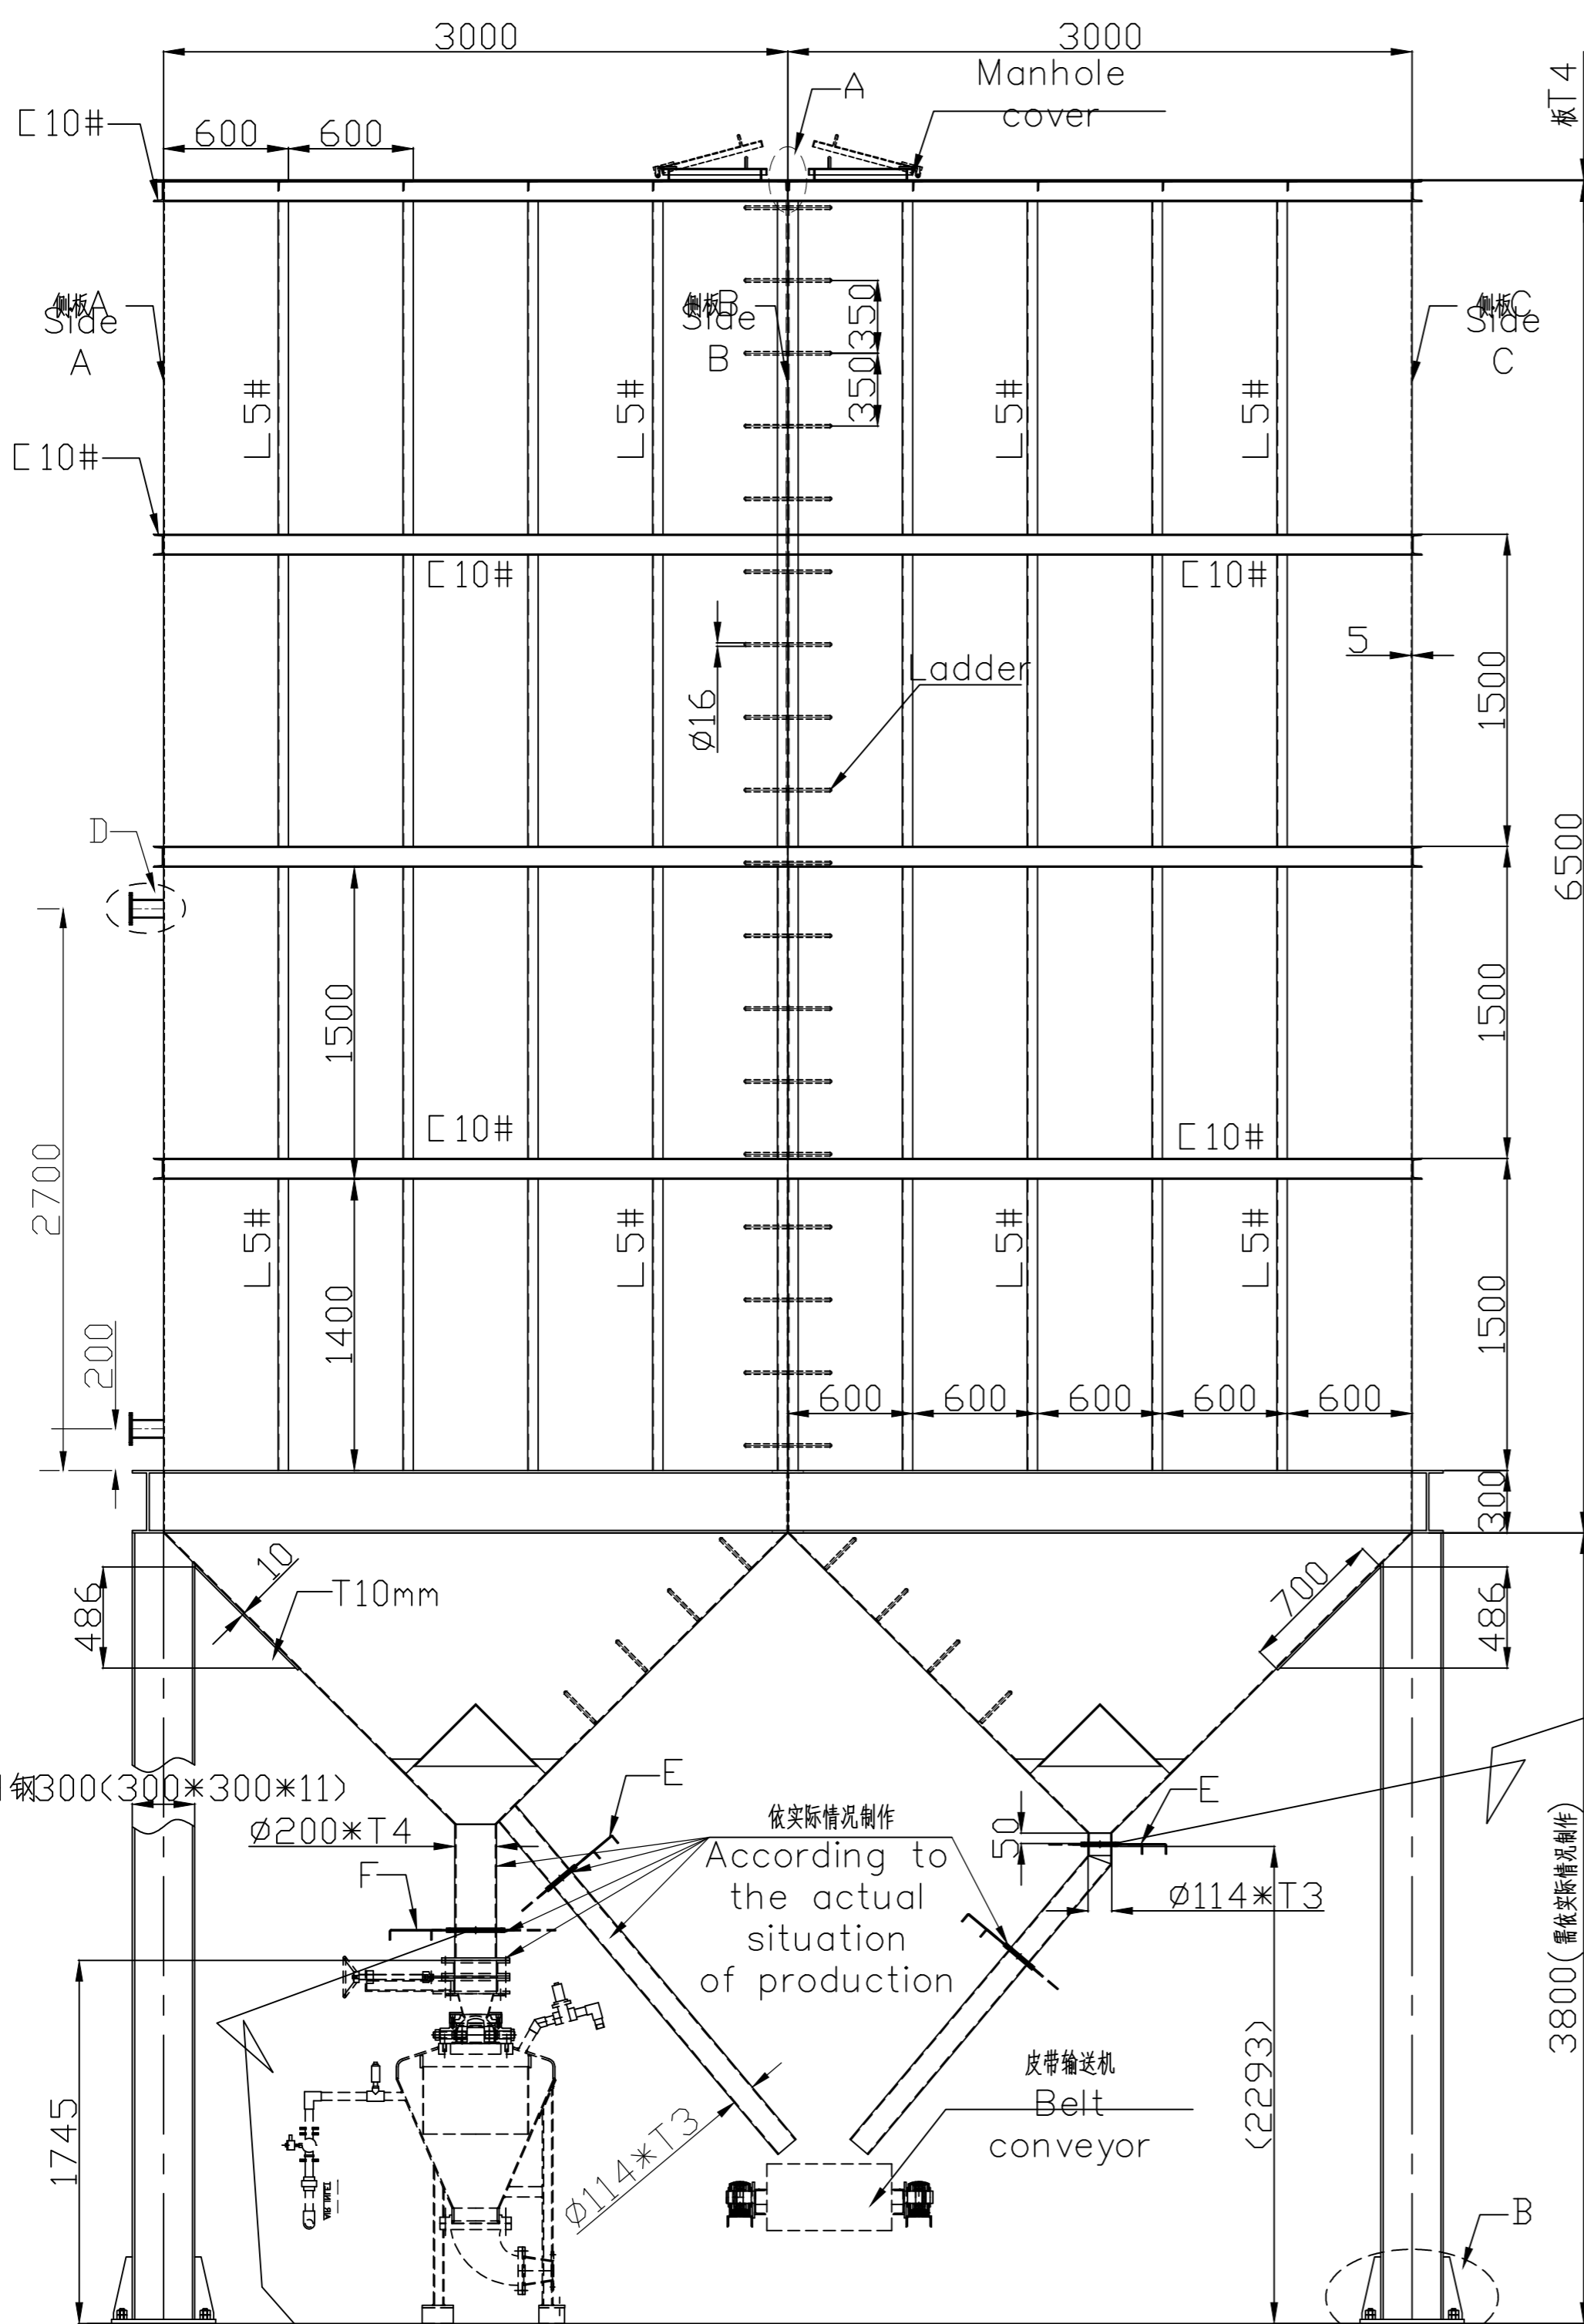 3000
3000
A
Manhole
cover
板T4
[10#
600
600
侧板A
Side
A
侧板B
Side
B
侧板C
Side
C
350
350
L5#
L5#
L5#
L5#
[10#
[10#
[10#
5
Ladder
Ø16
1500
6500
D
1500
1500
2700
[10#
[10#
L5#
L5#
L5#
L5#
1400
1500
200
600
600
600
600
600
300
10
T10mm
486
700
486
钢300(300*300*11)
E
E
Ø200*T4
依实际情况制作
According to
the actual
situation
of production
50
F
Ø114*T3
3800(需依实际情况制作)
(2293)
皮带输送机
Belt
conveyor
1745
Ø114*T3
B